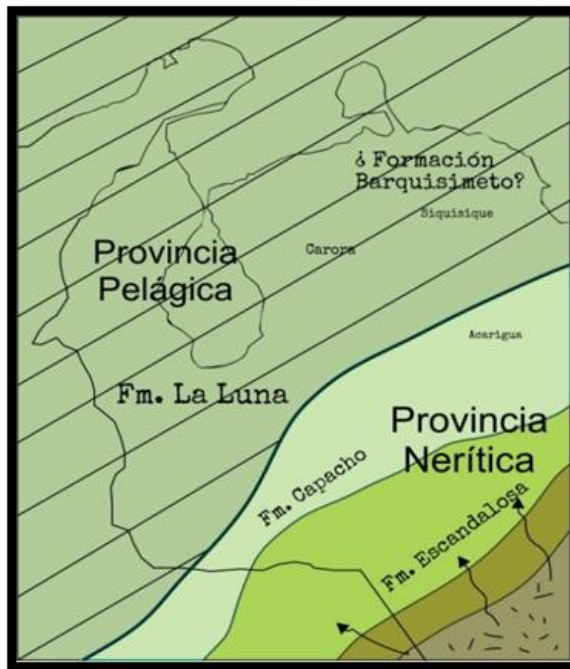 ¿ Formación
Barquisimeto?
Siquisique
Carora
Provincia
Pelágica
Acarigua
Fm. La Luna
Provincia
Nerítica
Fm. Capacho
Fm. Escandalosa